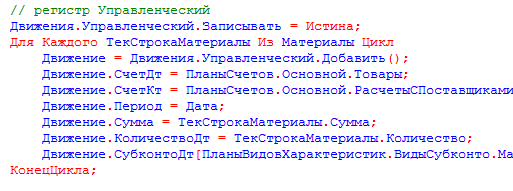 // регистр Управленческий
Движения.Управленческий.Записывать = Истина;
Для Каждого ТекСтрокаМатериалы Из Материалы Цикл
Движение = Движения.Управленческий.Добавить();
Движение.СчетДт = ПланыСчетов.Основной.Товары;
Движение.СчетКт = ПланыСчетов.Основной.РасчетыСПоставщиками
Движение.Период = Дата;
Движение.Сумма = ТекСтрокаМатериалы.Сумма;
Движение.КоличествоДт = ТекСтрокаМатериалы.Количество;
Движение.СубконтоДт[ПланыВидовХарактеристик.ВидыСубконто.Ма
КонецЦикла;